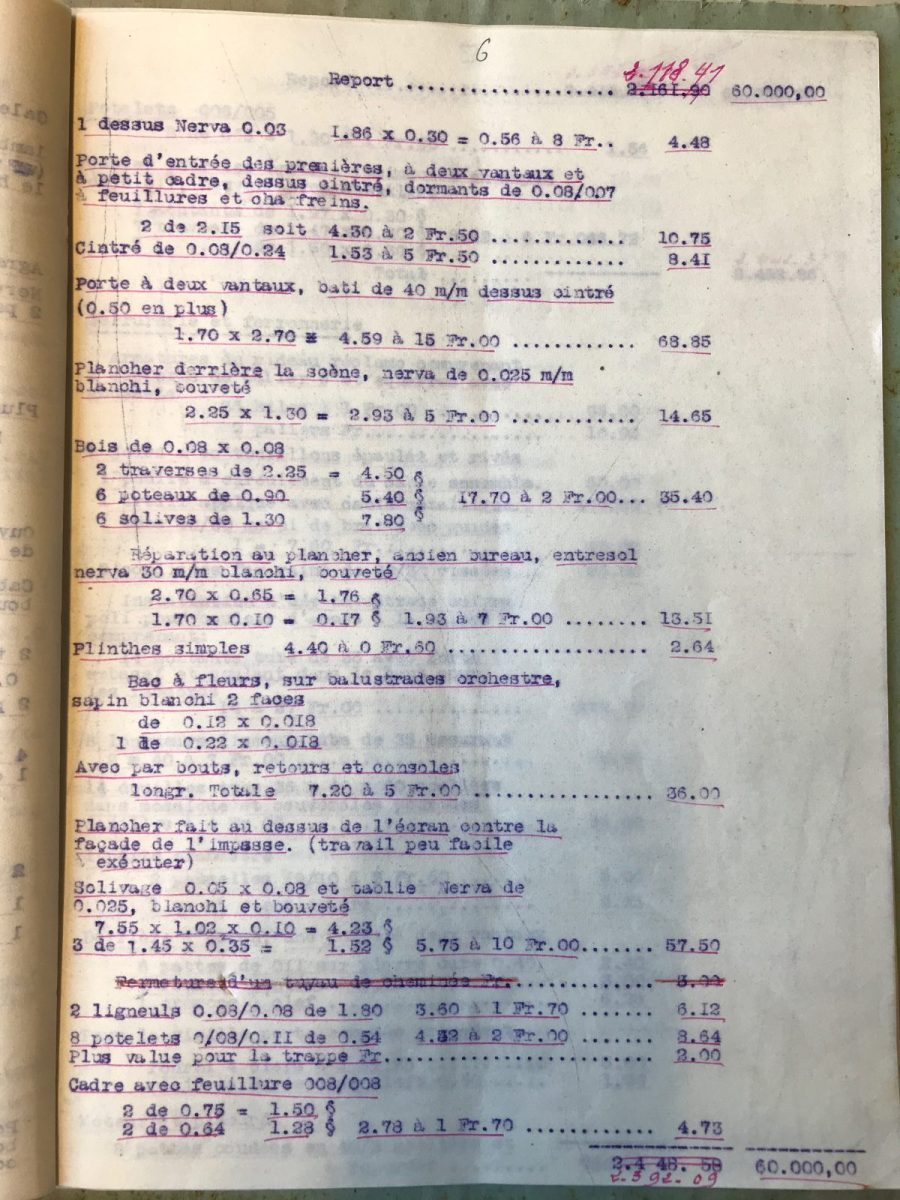 6
2.118.41
Report .................... 2.161.90 60.000,00
1 dessus Nerva 0.03 1.86 x 0.30 = 0.56 à 8 Fr.. 4.48
Porte d'entrée des premières, à deux vantaux et
à petit cadre, dessus cintré, dormants de 0.08/007
à feuillures et cha freins.
2 de 2.15 soit 4.30 à 2 Fr.50 ............... 10.75
Cintré de 0.08/0.24 1.53 à 5 Fr.50 ............. 8.41
Porte à deux vantaux, bati de 40 m/m dessus cintré
(0.50 en plus)
1.70 x 2.70 = 4.59 à 15 Fr.00 ............ 68.85
Plancher derrière la scène, nerva de 0.025 m/m
blanchi, bouveté
2.25 x 1.30 = 2.93 à 5 Fr.00 ............ 14.65
Bois de 0.08 x 0.08
2 traverses de 2.25 = 4.50 §
6 poteaux de 0.90 5.40 § 17.70 à 2 Fr.00... 35.40
6 solives de 1.30 7.80 §
Réparation au plancher, ancien bureau, entresol
nerva 30 m/m blanchi, bouveté
2.70 x 0.65 = 1.76 §
1.70 x 0.10 = 0.17 § 1.93 à 7 Fr.00 ........ 13.51
Plinthes simples 4.40 à 0 Fr.60 ................... 2.64
Bac à fleurs, sur balustrades orchestre,
sapin blanchi 2 faces
de 0.12 x 0.018
1 de 0.22 x 0.018
Avec par bouts, retours et consoles
longr. Totale 7.20 à 5 Fr.00 .................. 36.00
Plancher fait au dessus de l'écran contre la
façade de l'impasse. (travail peu facile
exécuter)
Solivage 0.05 x 0.08 et tablie Nerva de
0.025, blanchi et bouveté
7.55 x 1.02 x 0.10 = 4.23 §
3 de 1.45 x 0.35 = 1.52 § 5.75 à 10 Fr.00....... 57.50
Fermeture d'un tuyau de cheminée Fr. ............. 3.00
2 ligneuls 0.08/0.08 de 1.80 3.60 à 1 Fr.70 ....... 6.12
8 potelets 0/08/0.11 de 0.54 4.32 à 2 Fr.00 ....... 8.64
Plus value pour la trappe Fr........................ 2.00
Cadre avec feuillure 008/008
2 de 0.75 = 1.50 §
2 de 0.64 1.28 § 2.78 à 1 Fr.70 ............ 4.73
2.4 48. 58 60.000,00
2.392.09